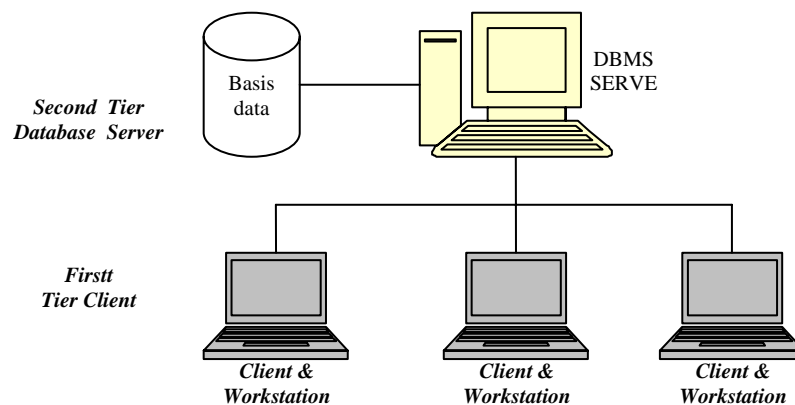 Basis
data
DBMS
SERVE
Second Tier
Database Server
Firstt
Tier Client
Client &
Workstation
Client &
Workstation
Client &
Workstation